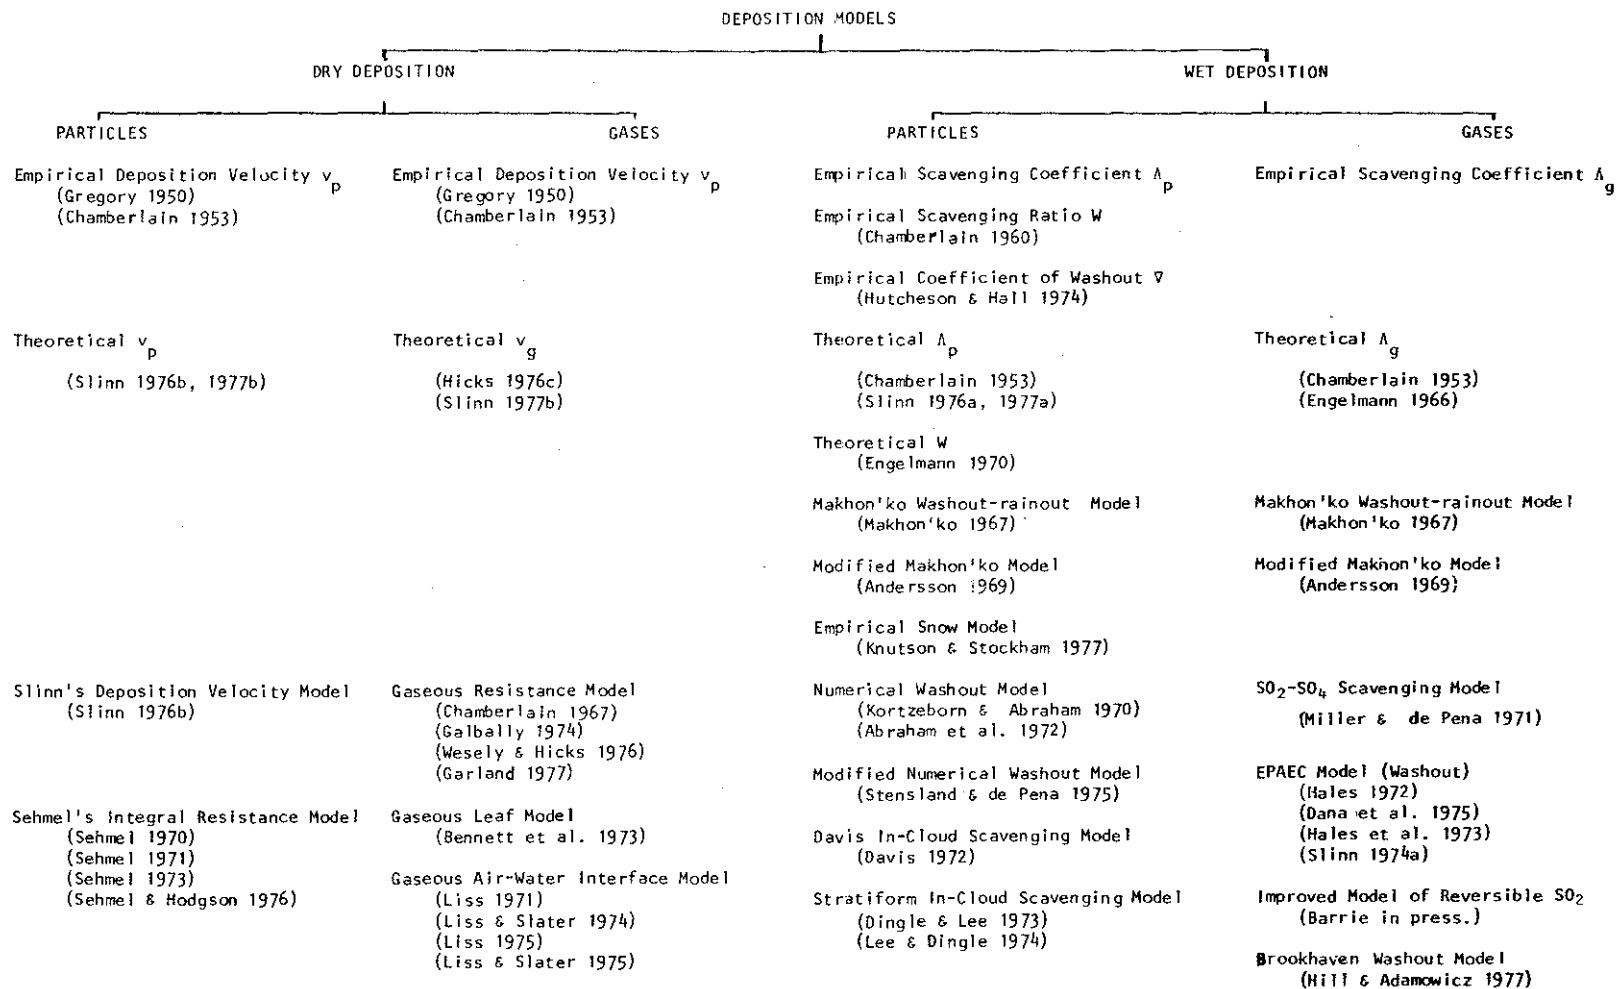 DEPOSITION MODELS
DRY DEPOSITION
WET DEPOSITION
PARTICLES
GASES
PARTICLES
GASES
Empirical Deposition Velocity v_p
(Gregory 1950)
(Chamberlain 1953)
Theoretical v_p
(Slinn 1976b, 1977b)
Slinn's Deposition Velocity Model
(Slinn 1976b)
Sehmel's Integral Resistance Model
(Sehmel 1970)
(Sehmel 1971)
(Sehmel 1973)
(Sehmel & Hodgson 1976)
Empirical Deposition Velocity v_p
(Gregory 1950)
(Chamberlain 1953)
Theoretical v_g
(Hicks 1976c)
(Slinn 1977b)
Gaseous Resistance Model
(Chamberlain 1967)
(Galbally 1974)
(Wesely & Hicks 1976)
(Garland 1977)
Gaseous Leaf Model
(Bennett et al. 1973)
Gaseous Air-Water Interface Model
(Liss 1971)
(Liss & Slater 1974)
(Liss 1975)
(Liss & Slater 1975)
Empirical Scavenging Coefficient Λ_p
Empirical Scavenging Ratio W
(Chamberlain 1960)
Empirical Coefficient of Washout ∇
(Hutcheson & Hall 1974)
Theoretical Λ_p
(Chamberlain 1953)
(Slinn 1976a, 1977a)
Theoretical W
(Engelmann 1970)
Makhon'ko Washout-rainout Model
(Makhon'ko 1967)
Modified Makhon'ko Model
(Andersson 1969)
Empirical Snow Model
(Knutson & Stockham 1977)
Numerical Washout Model
(Kortzeborn & Abraham 1970)
(Abraham et al. 1972)
Modified Numerical Washout Model
(Stensland & de Pena 1975)
Davis In-Cloud Scavenging Model
(Davis 1972)
Stratiform In-Cloud Scavenging Model
(Dingle & Lee 1973)
(Lee & Dingle 1974)
Empirical Scavenging Coefficient Λ_g
Theoretical Λ_g
(Chamberlain 1953)
(Engelmann 1966)
Makhon'ko Washout-rainout Model
(Makhon'ko 1967)
Modified Makhon'ko Model
(Andersson 1969)
SO₂-SO₄ Scavenging Model
(Miller & de Pena 1971)
EPAEC Model (Washout)
(Hales 1972)
(Dana et al. 1975)
(Hales et al. 1973)
(Slinn 1974a)
Improved Model of Reversible SO₂
(Barrie in press.)
Brookhaven Washout Model
(Hill & Adamowicz 1977)